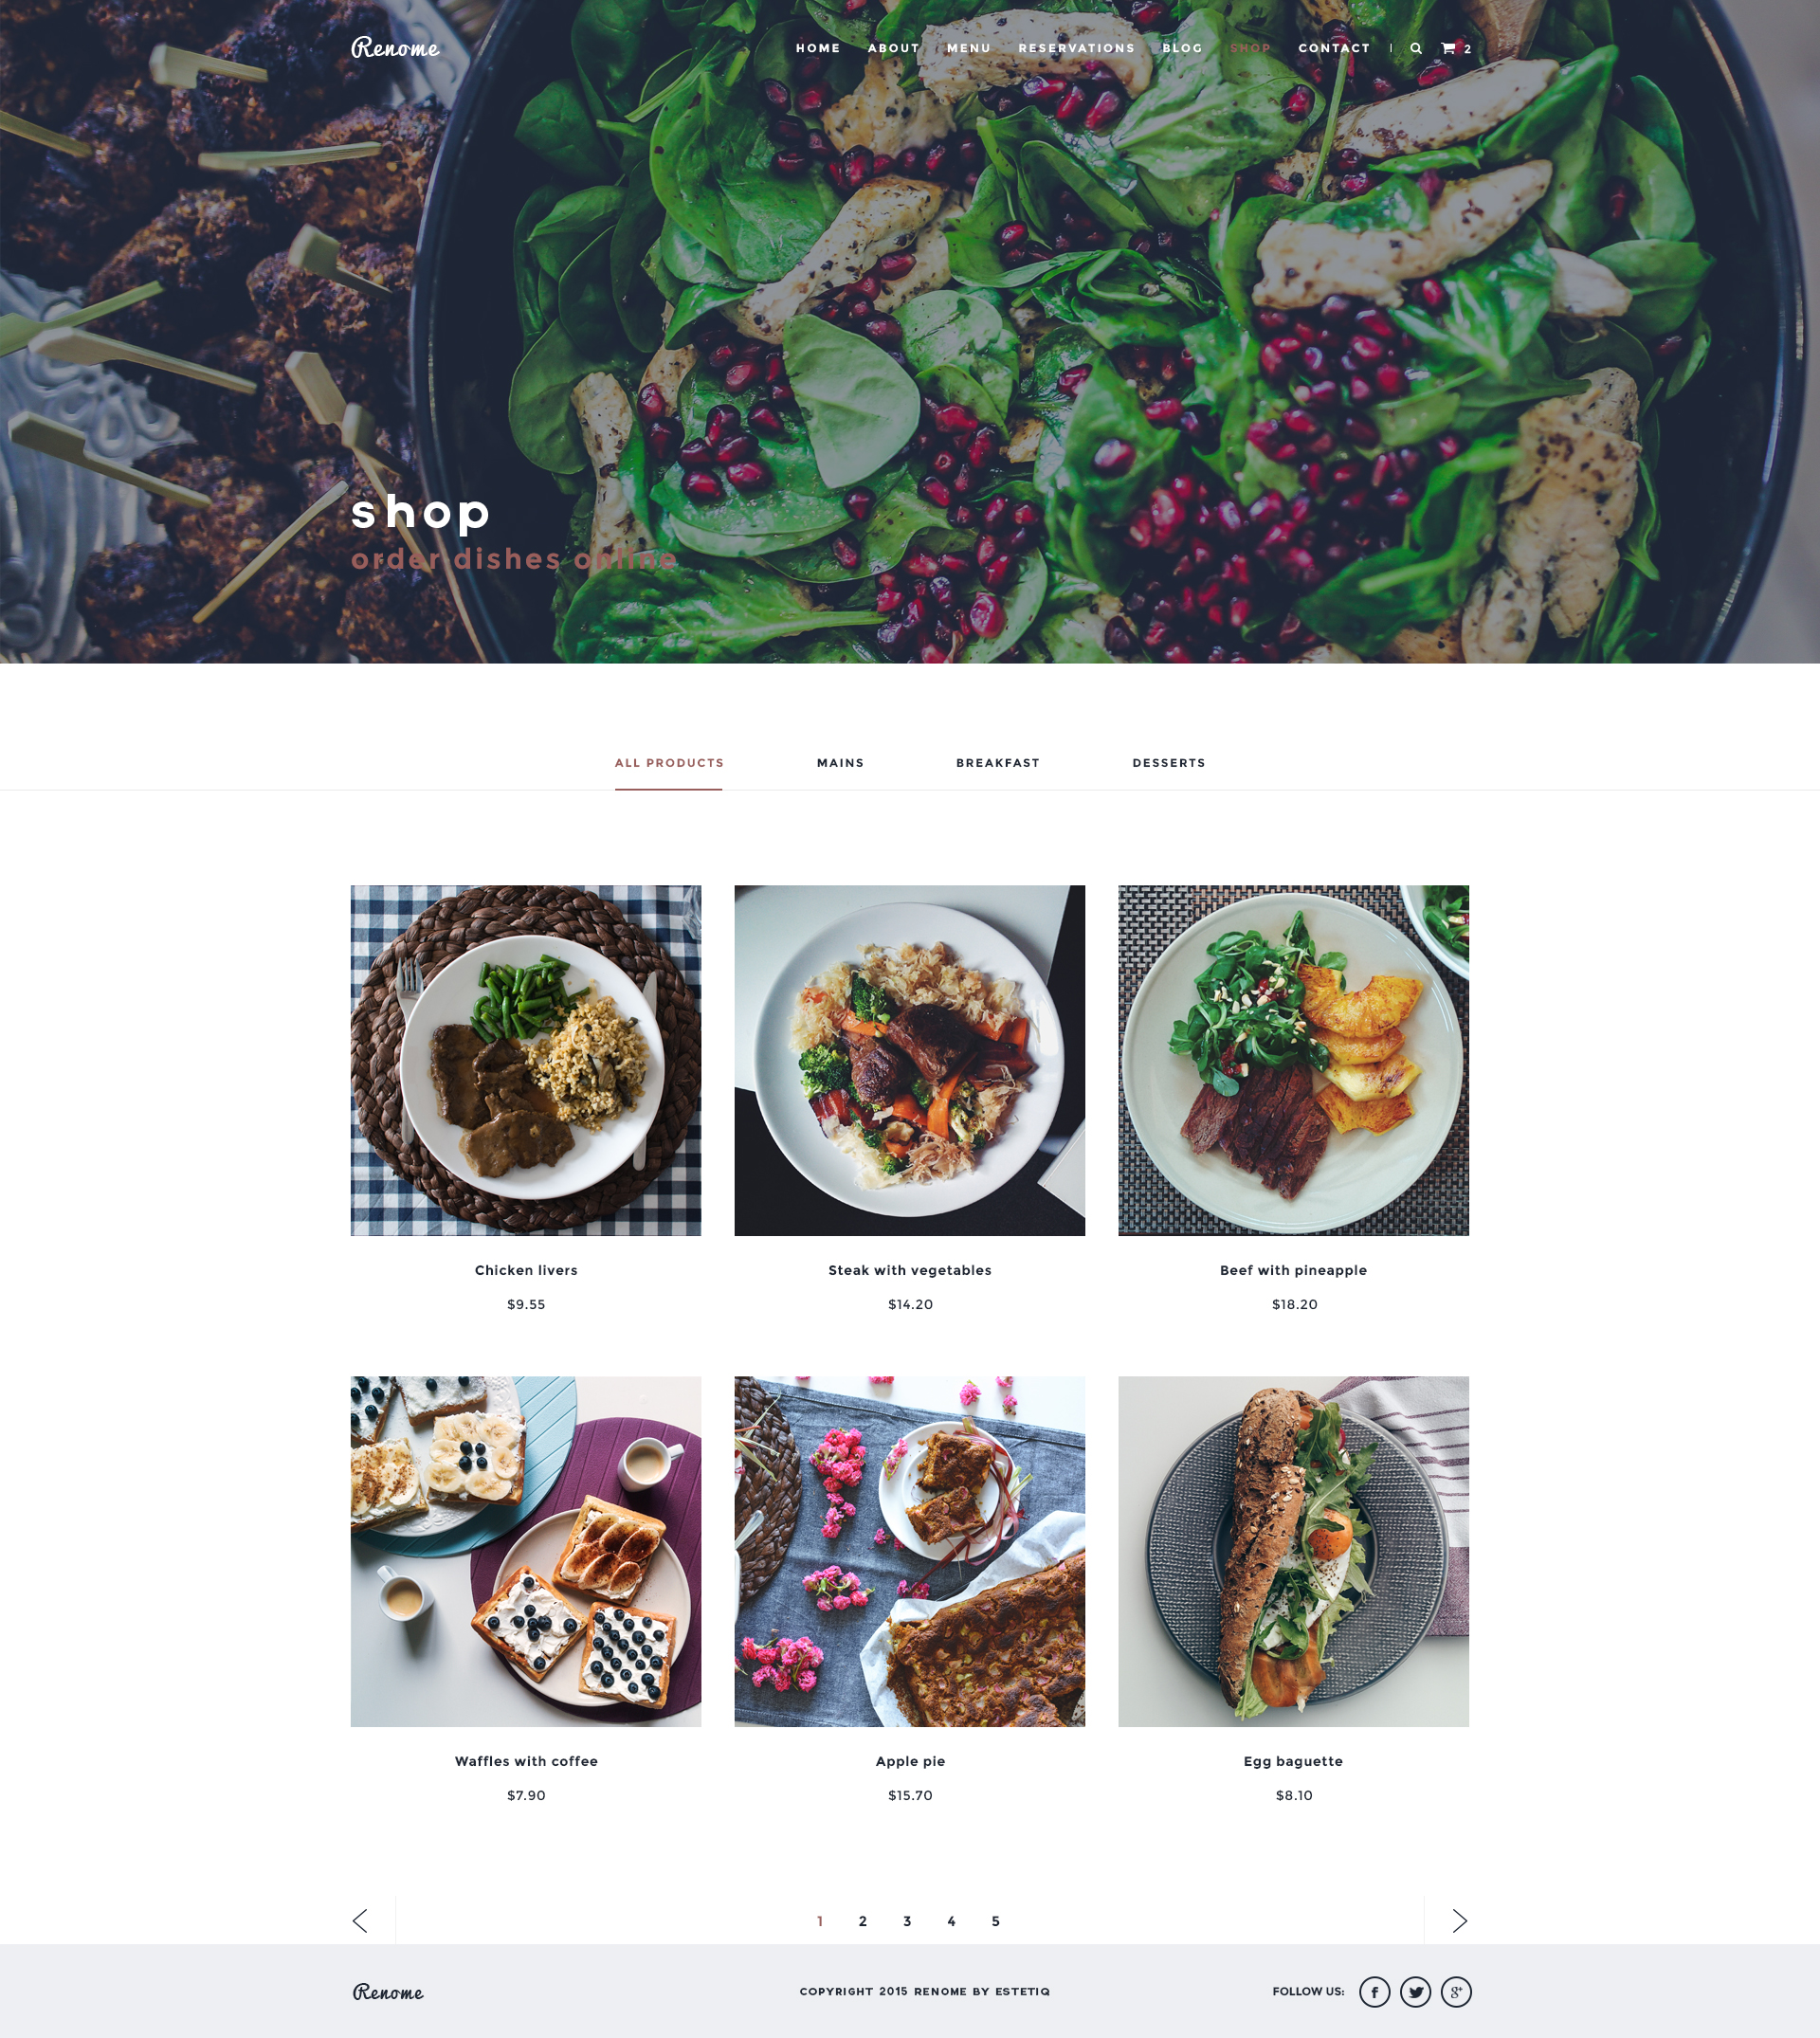 Renome HOME ABOUT MENU RESERVATIONS BLOG SHOP CONTACT 2
shop
order dishes online
ALL PRODUCTS MAINS BREAKFAST DESSERTS
Chicken livers Steak with vegetables Beef with pineapple
$9.55 $14.20 $18.20
Waffles with coffee Apple pie Egg baguette
$7.90 $15.70 $8.10
1 2 3 4 5
Renome COPYRIGHT 2015 RENOME BY ESTETIQ FOLLOW US: